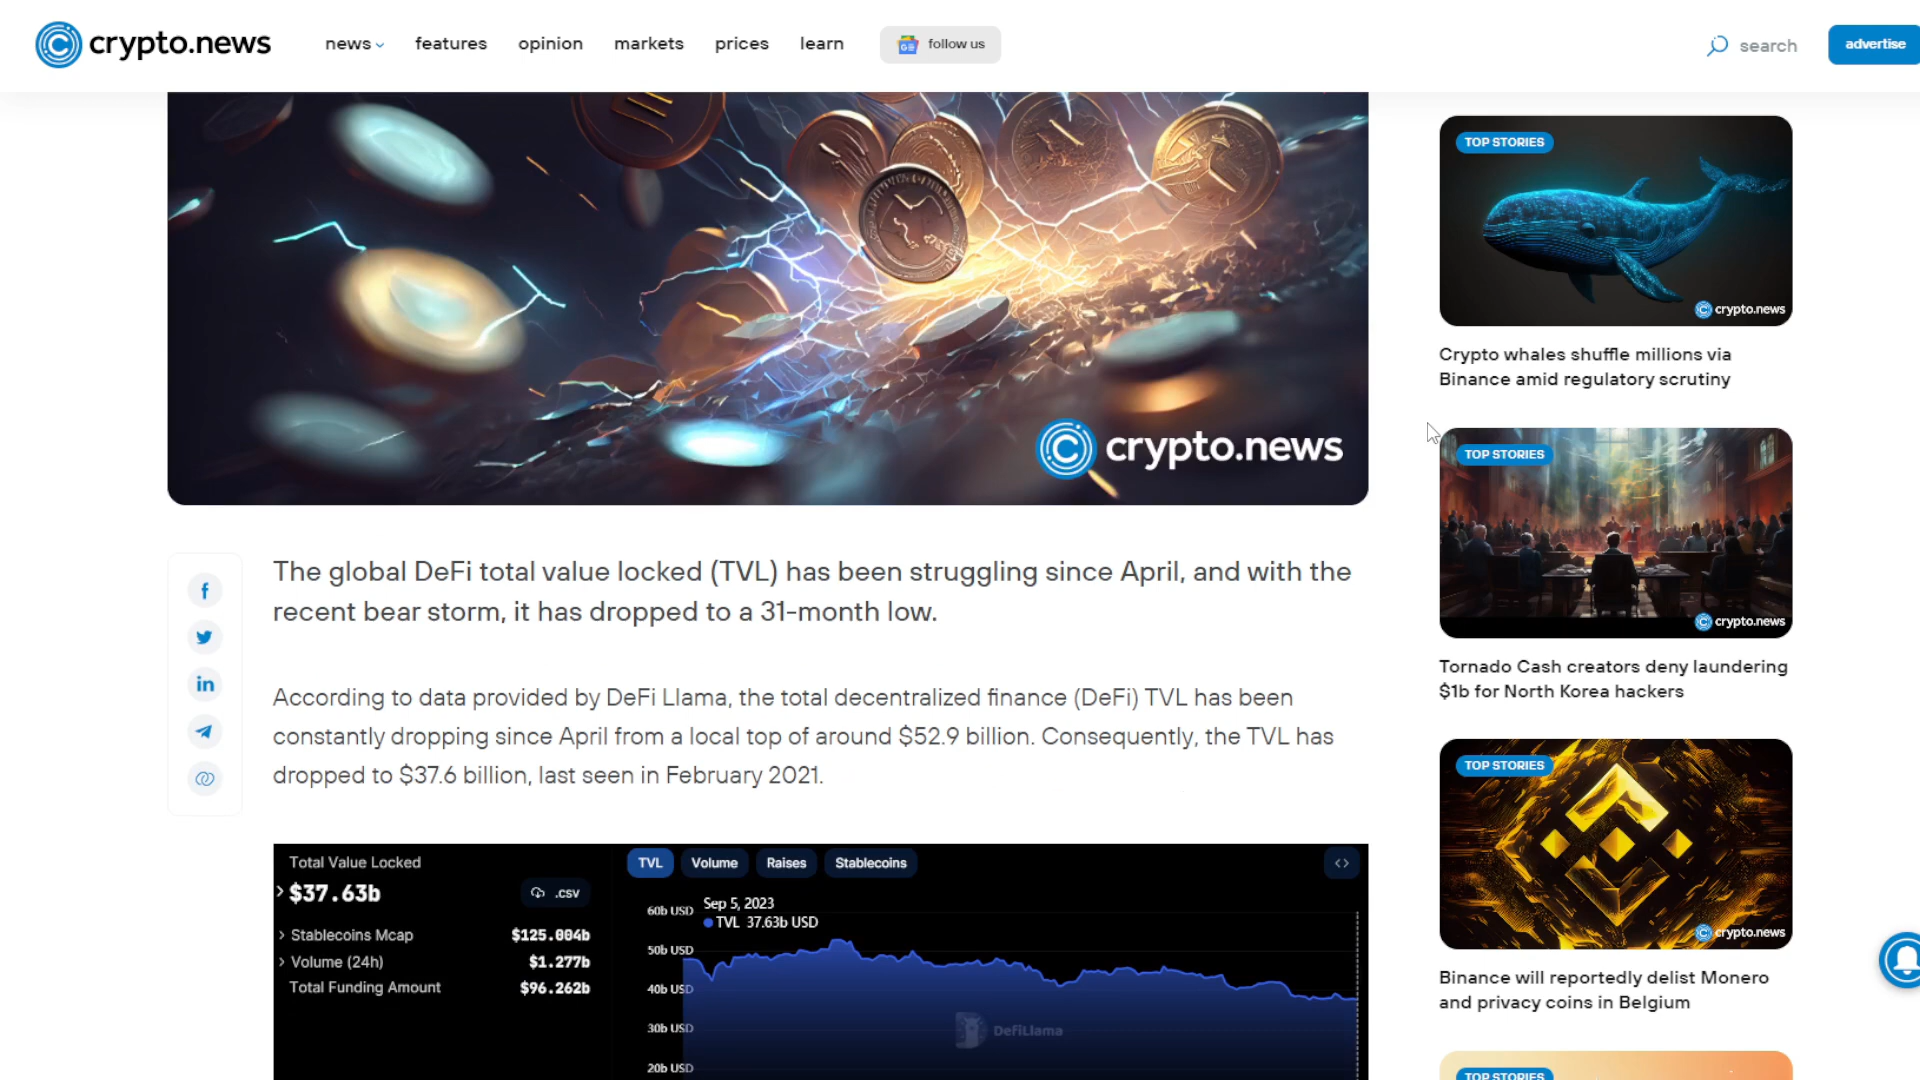 crypto.news
news
features
opinion
markets
prices
learn
follow us
search
advertise
crypto.news
The global DeFi total value locked (TVL) has been struggling since April, and with the
recent bear storm, it has dropped to a 31-month low.
According to data provided by DeFi Llama, the total decentralized finance (DeFi) TVL has been
constantly dropping since April from a local top of around $52.9 billion. Consequently, the TVL has
dropped to $37.6 billion, last seen in February 2021.
Total Value Locked
$37.63b
.csv
Stablecoins Mcap $125.004b
Volume (24h) $1.277b
Total Funding Amount $96.262b
TVL Volume Raises Stablecoins
Sep 5, 2023
TVL 37.63b USD
60b USD
50b USD
40b USD
30b USD
20b USD
DefiLlama
TOP STORIES
crypto.news
Crypto whales shuffle millions via
Binance amid regulatory scrutiny
TOP STORIES
crypto.news
Tornado Cash creators deny laundering
$1b for North Korea hackers
TOP STORIES
crypto.news
Binance will reportedly delist Monero
and privacy coins in Belgium
TOP STORIES